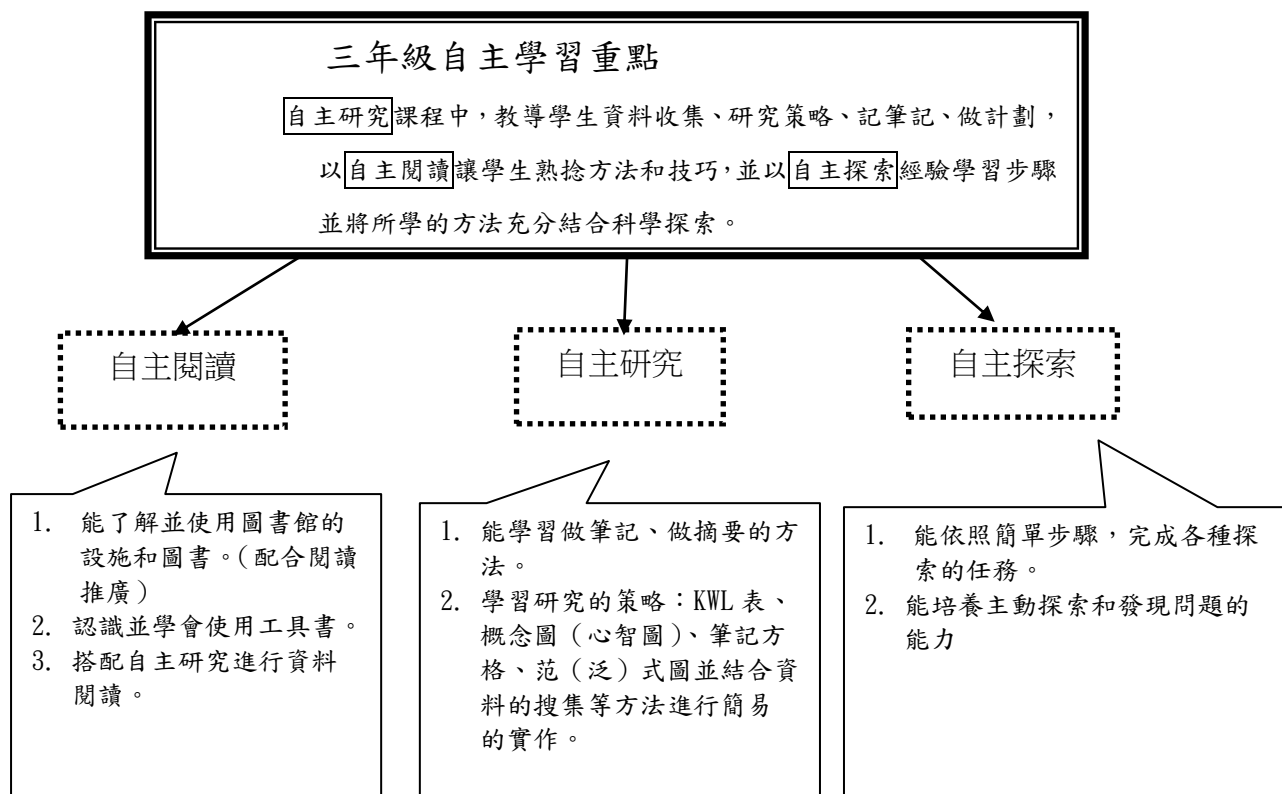 三年級自主學習重點
自主研究課程中，教導學生資料收集、研究策略、記筆記、做計劃，
以自主閱讀讓學生熟捻方法和技巧，並以自主探索經驗學習步驟
並將所學的方法充分結合科學探索。
自主閱讀
自主研究
自主探索
1. 能了解並使用圖書館的
設施和圖書。（配合閱讀
推廣）
2. 認識並學會使用工具書。
3. 搭配自主研究進行資料
閱讀。
1. 能學習做筆記、做摘要的方
法。
2. 學習研究的策略：KWL 表、
概念圖（心智圖）、筆記方
格、范（泛）式圖並結合資
料的搜集等方法進行簡易
的實作。
1. 能依照簡單步驟，完成各種探
索的任務。
2. 能培養主動探索和發現問題的
能力